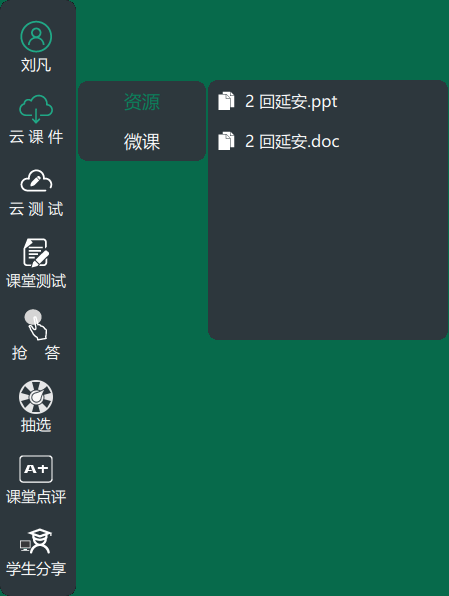 刘凡
云课件
云测试
课堂测试
抢 答
抽选
A+
课堂点评
学生分享
资源
微课
2 回延安.ppt
2 回延安.doc